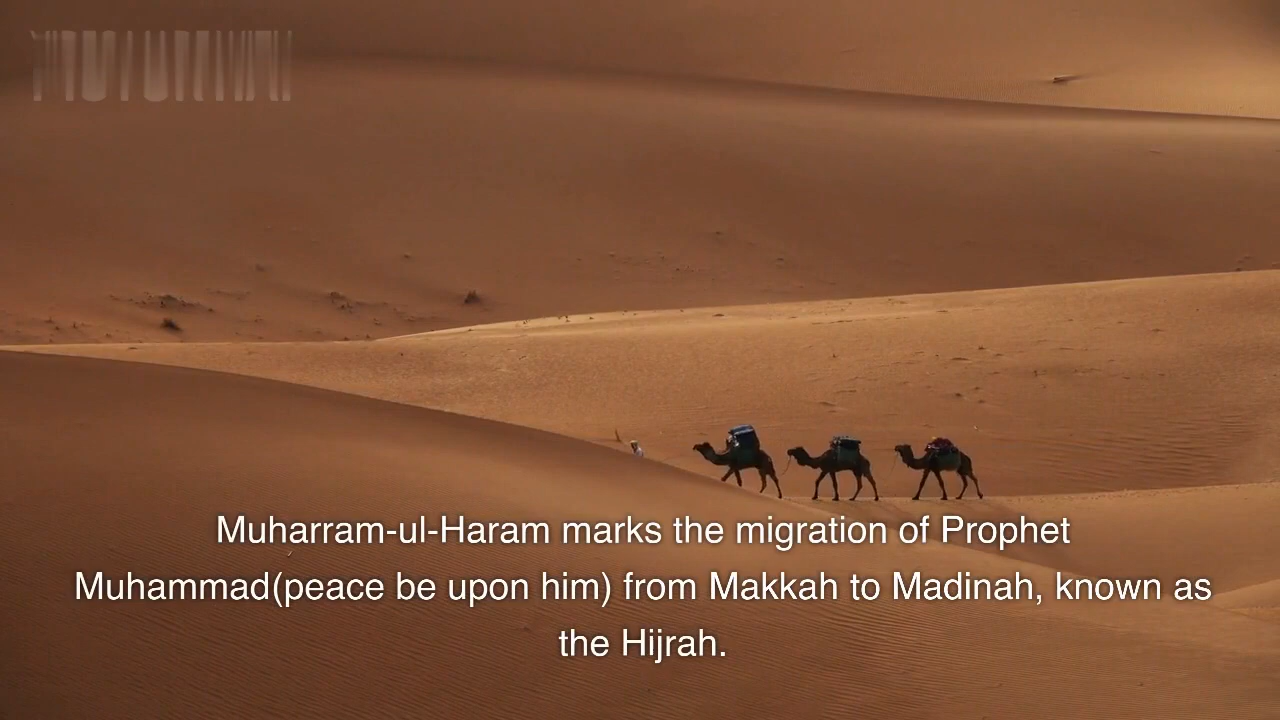 Muharram-ul-Haram marks the migration of Prophet
Muhammad(peace be upon him) from Makkah to Madinah, known as
the Hijrah.